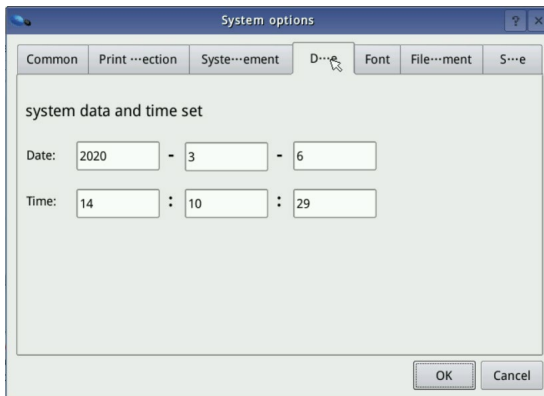 System options
? ×
Common Print ···ection Syste···ement D···e Font File···ment S···e
system data and time set
Date: 2020 - 3 - 6
Time: 14 : 10 : 29
OK Cancel